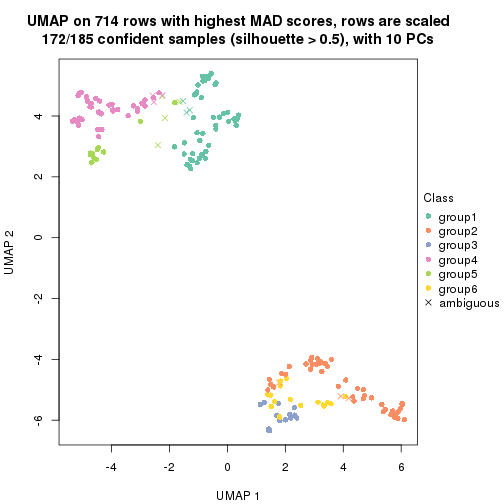 UMAP on 714 rows with highest MAD scores, rows are scaled
172/185 confident samples (silhouette > 0.5), with 10 PCs
UMAP 2
4
2
0
-2
-4
-6
-4
-2
0
2
4
6
UMAP 1
Class
group1
group2
group3
group4
group5
group6
ambiguous